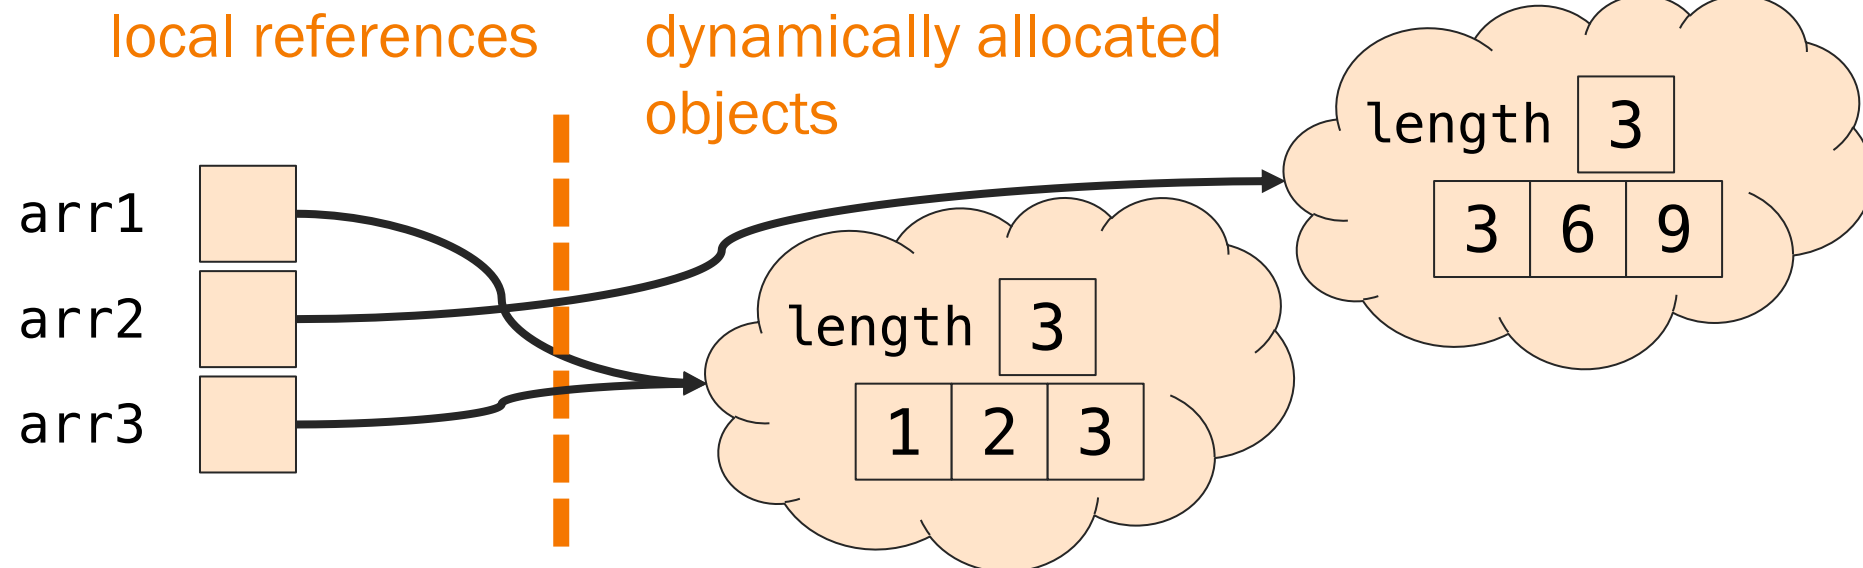 local references
dynamically allocated
objects
length 3
3 6 9
arr1
arr2
arr3
length 3
1 2 3